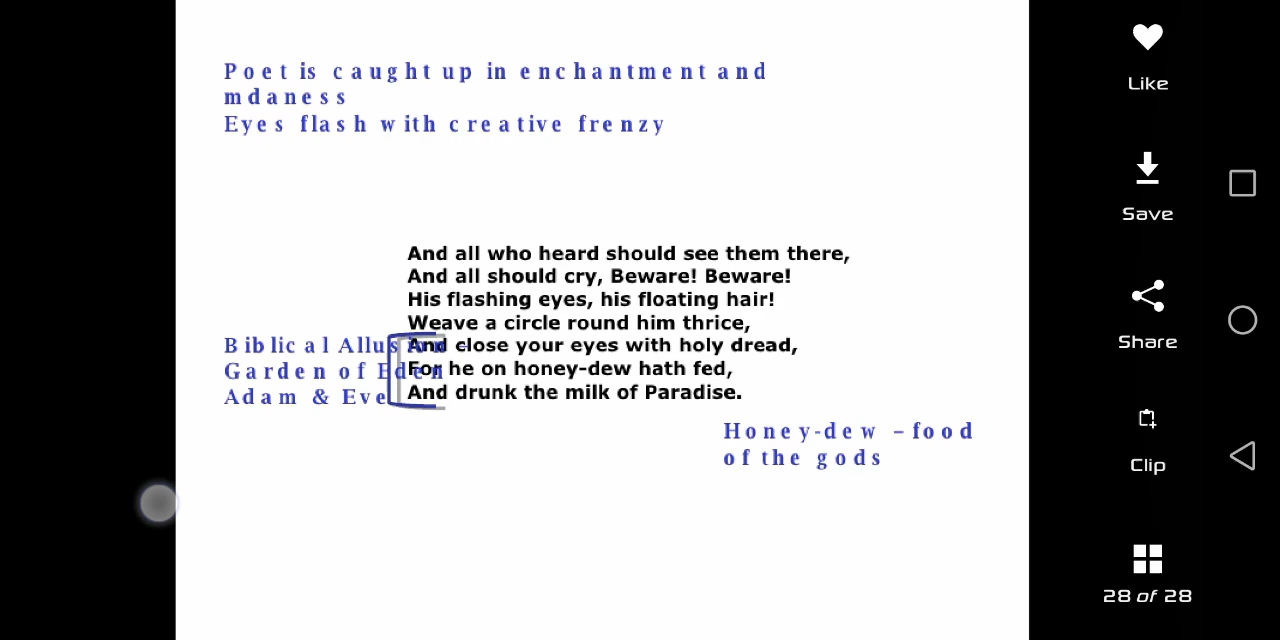 Poet is caught up in enchantment and
mdaness
Eyes flash with creative frenzy
And all who heard should see them there,
And all should cry, Beware! Beware!
His flashing eyes, his floating hair!
Weave a circle round him thrice,
And close your eyes with holy dread,
For he on honey-dew hath fed,
And drunk the milk of Paradise.
Biblical Allusion –
Garden of Eden
Adam & Eve
Honey-dew – food
of the gods
Like
Save
Share
Clip
28 of 28